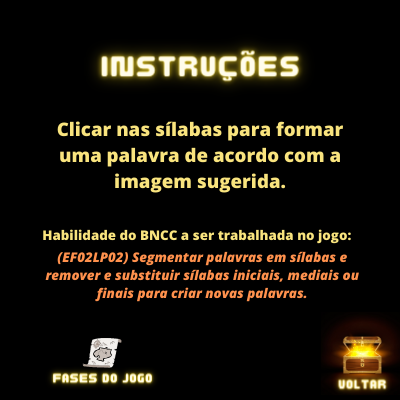 INSTRUÇÕES
Clicar nas sílabas para formar
uma palavra de acordo com a
imagem sugerida.
Habilidade do BNCC a ser trabalhada no jogo:
(EF02LP02) Segmentar palavras em sílabas e
remover e substituir sílabas iniciais, mediais ou
finais para criar novas palavras.
FASES DO JOGO
VOLTAR